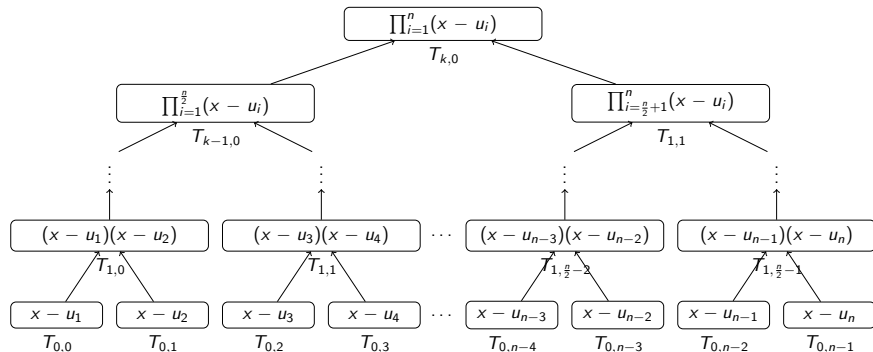 ∏_{i=1}^{n}(x − u_i)
T_{k,0}
∏_{i=1}^{n/2}(x − u_i) ∏_{i=n/2+1}^{n}(x − u_i)
T_{k−1,0} T_{1,1}
⋮ ⋮ ⋮ ⋮
(x − u_1)(x − u_2) (x − u_3)(x − u_4) ⋯ (x − u_{n−3})(x − u_{n−2}) (x − u_{n−1})(x − u_n)
T_{1,0} T_{1,1} T_{1,n/2−2} T_{1,n/2−1}
x − u_1 x − u_2 x − u_3 x − u_4 ⋯ x − u_{n−3} x − u_{n−2} x − u_{n−1} x − u_n
T_{0,0} T_{0,1} T_{0,2} T_{0,3} T_{0,n−4} T_{0,n−3} T_{0,n−2} T_{0,n−1}